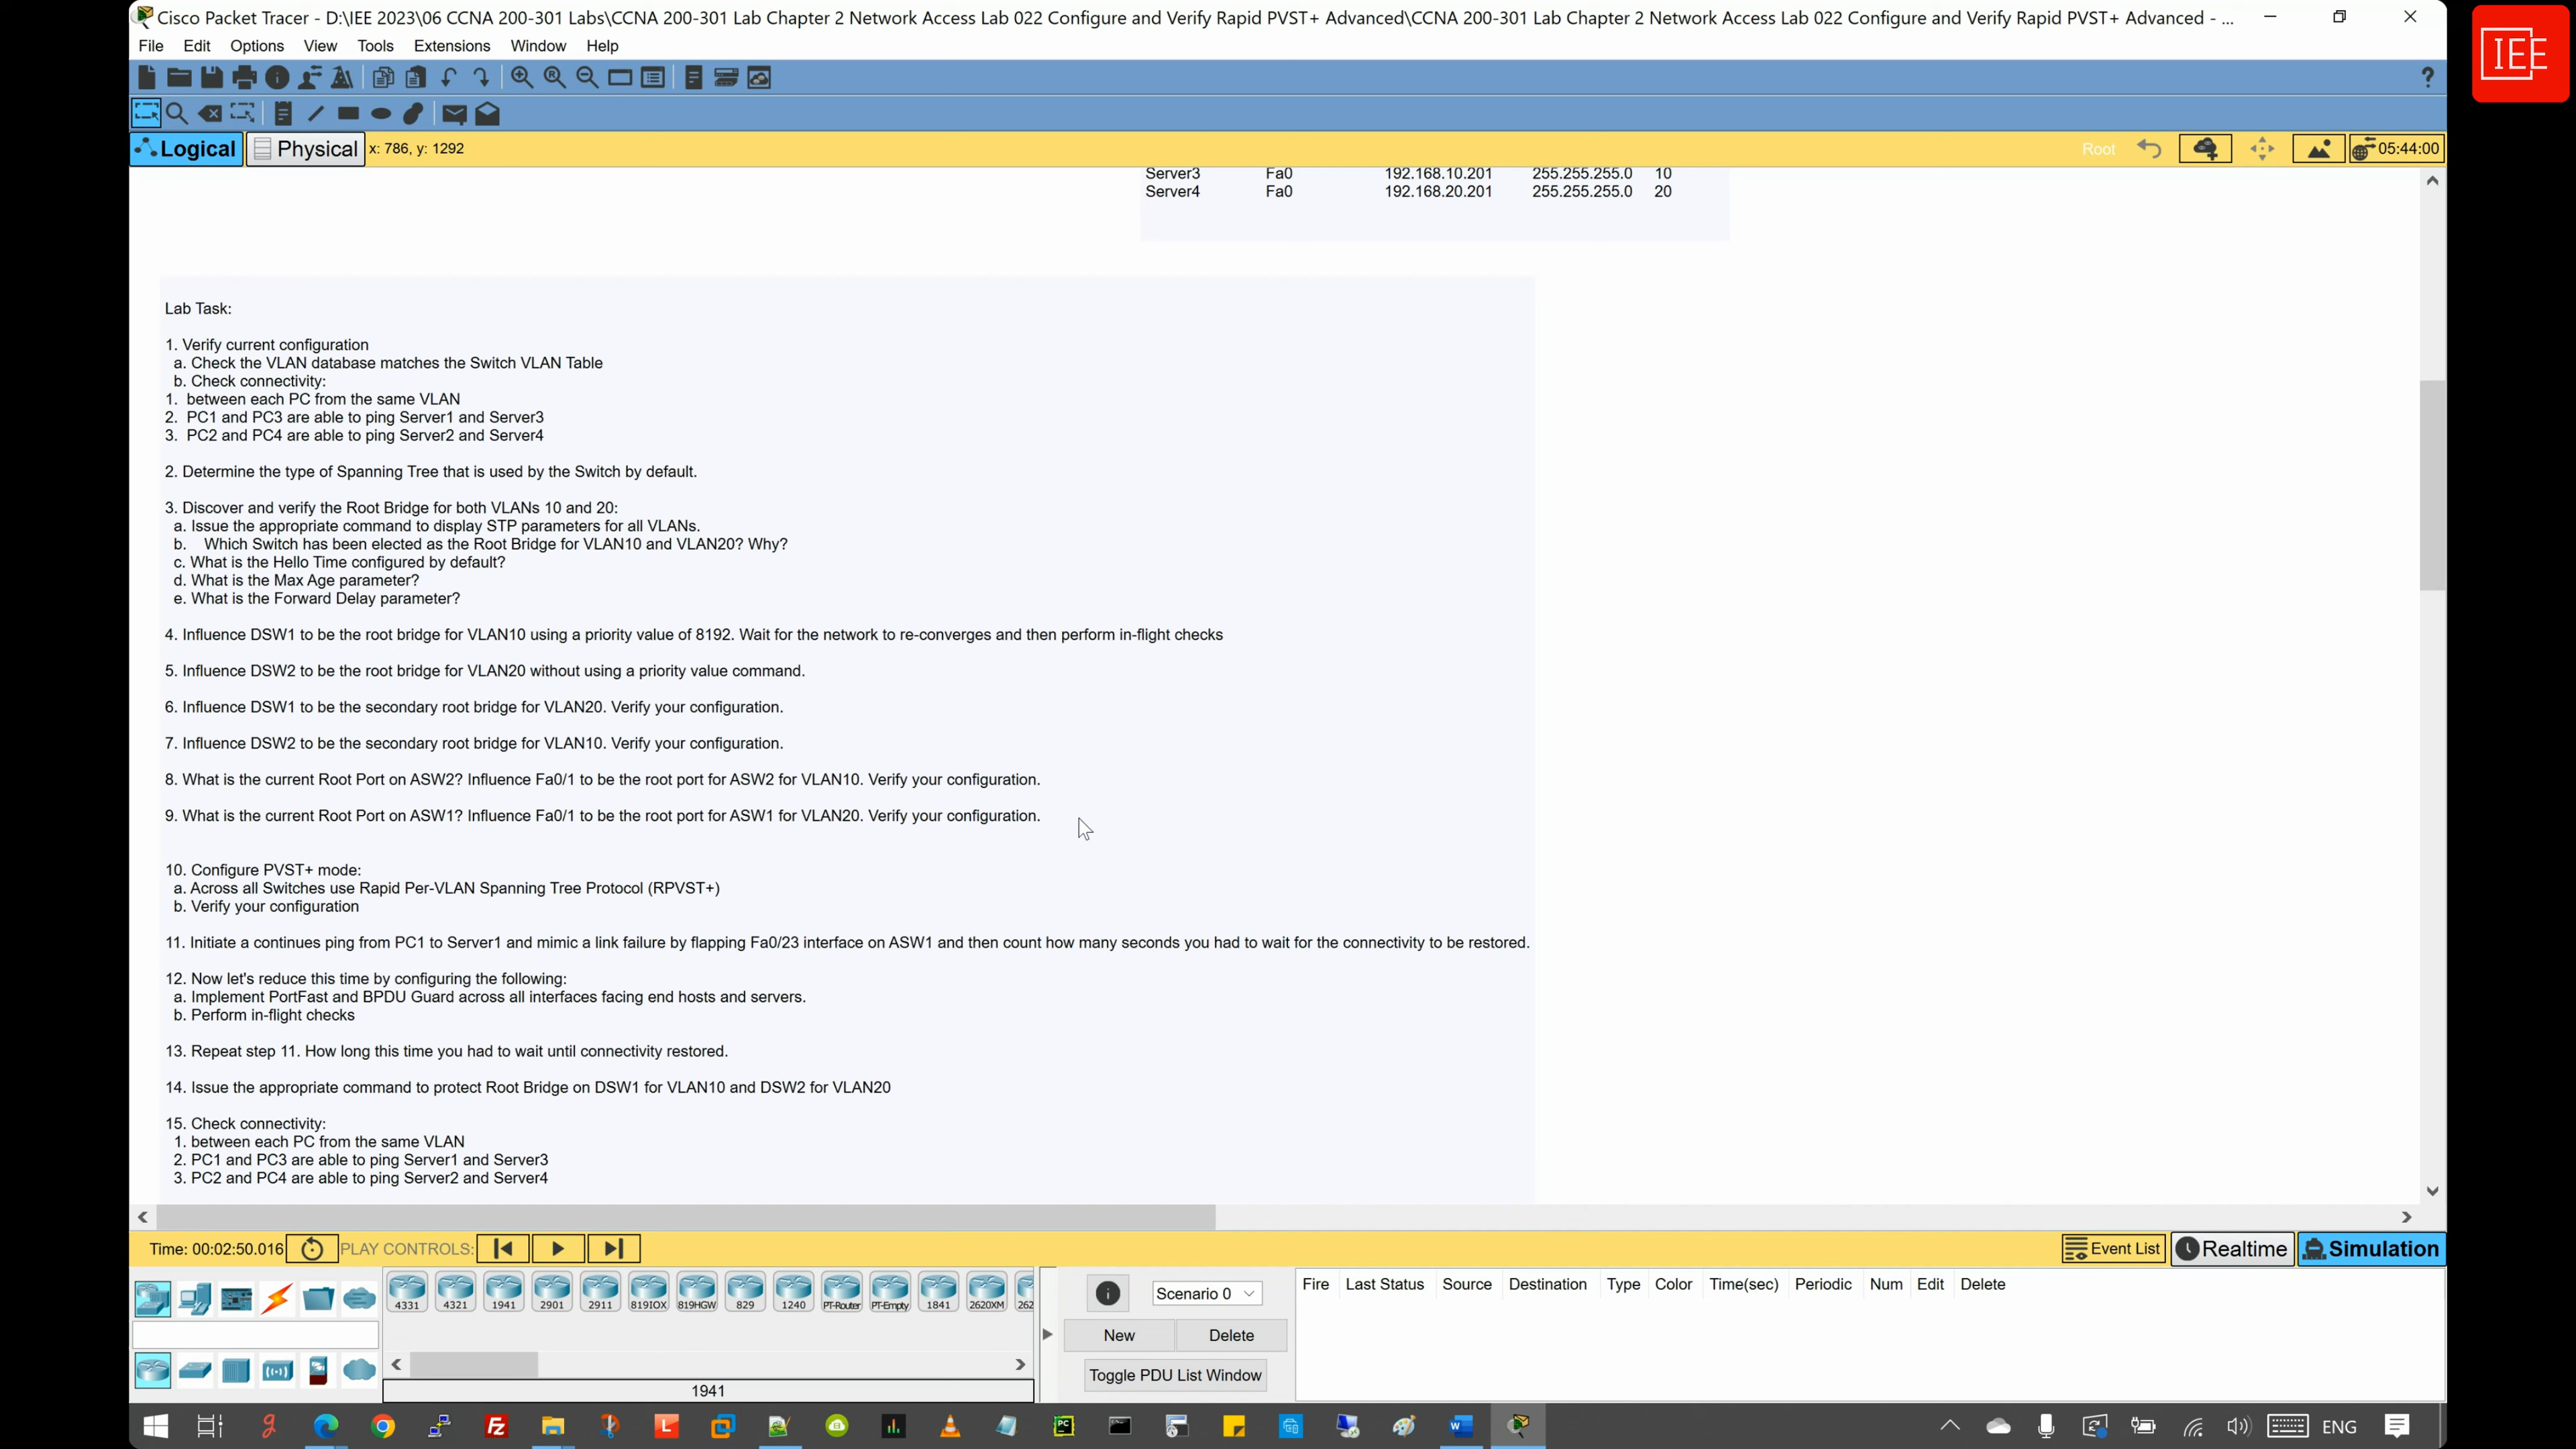 Cisco Packet Tracer - D:\IEE 2023\06 CCNA 200-301 Labs\CCNA 200-301 Lab Chapter 2 Network Access Lab 022 Configure and Verify Rapid PVST+ Advanced\CCNA 200-301 Lab Chapter 2 Network Access Lab 022 Configure and Verify Rapid PVST+ Advanced - ...
IEE
File Edit Options View Tools Extensions Window Help
Logical Physical x: 786, y: 1292 Root 05:44:00
Server3 Fa0 192.168.10.201 255.255.255.0 10
Server4 Fa0 192.168.20.201 255.255.255.0 20
Lab Task:
1. Verify current configuration
a. Check the VLAN database matches the Switch VLAN Table
b. Check connectivity:
1. between each PC from the same VLAN
2. PC1 and PC3 are able to ping Server1 and Server3
3. PC2 and PC4 are able to ping Server2 and Server4
2. Determine the type of Spanning Tree that is used by the Switch by default.
3. Discover and verify the Root Bridge for both VLANs 10 and 20:
a. Issue the appropriate command to display STP parameters for all VLANs.
b. Which Switch has been elected as the Root Bridge for VLAN10 and VLAN20? Why?
c. What is the Hello Time configured by default?
d. What is the Max Age parameter?
e. What is the Forward Delay parameter?
4. Influence DSW1 to be the root bridge for VLAN10 using a priority value of 8192. Wait for the network to re-converges and then perform in-flight checks
5. Influence DSW2 to be the root bridge for VLAN20 without using a priority value command.
6. Influence DSW1 to be the secondary root bridge for VLAN20. Verify your configuration.
7. Influence DSW2 to be the secondary root bridge for VLAN10. Verify your configuration.
8. What is the current Root Port on ASW2? Influence Fa0/1 to be the root port for ASW2 for VLAN10. Verify your configuration.
9. What is the current Root Port on ASW1? Influence Fa0/1 to be the root port for ASW1 for VLAN20. Verify your configuration.
10. Configure PVST+ mode:
a. Across all Switches use Rapid Per-VLAN Spanning Tree Protocol (RPVST+)
b. Verify your configuration
11. Initiate a continues ping from PC1 to Server1 and mimic a link failure by flapping Fa0/23 interface on ASW1 and then count how many seconds you had to wait for the connectivity to be restored.
12. Now let's reduce this time by configuring the following:
a. Implement PortFast and BPDU Guard across all interfaces facing end hosts and servers.
b. Perform in-flight checks
13. Repeat step 11. How long this time you had to wait until connectivity restored.
14. Issue the appropriate command to protect Root Bridge on DSW1 for VLAN10 and DSW2 for VLAN20
15. Check connectivity:
1. between each PC from the same VLAN
2. PC1 and PC3 are able to ping Server1 and Server3
3. PC2 and PC4 are able to ping Server2 and Server4
Time: 00:02:50.016 PLAY CONTROLS: Event List Realtime Simulation
4331 4321 1941 2901 2911 819IOX 819HGW 829 1240 PT-Router PT-Empty 1841 2620XM 262
Scenario 0
Fire Last Status Source Destination Type Color Time(sec) Periodic Num Edit Delete
New Delete
Toggle PDU List Window
1941
ENG